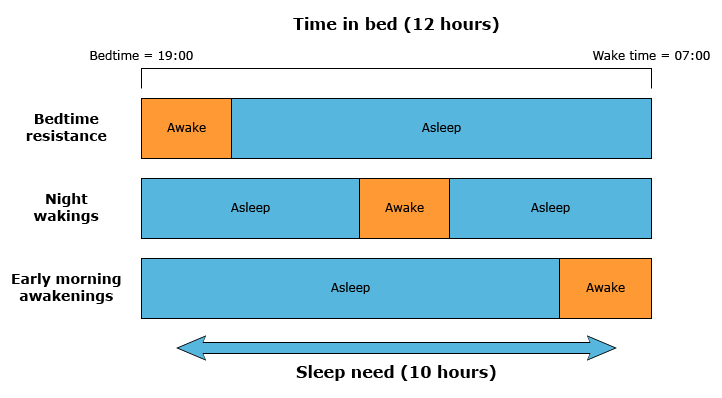 Time in bed (12 hours)
Bedtime = 19:00
Wake time = 07:00
Bedtime
resistance
Awake
Asleep
Night
wakings
Asleep
Awake
Asleep
Early morning
awakenings
Asleep
Awake
Sleep need (10 hours)